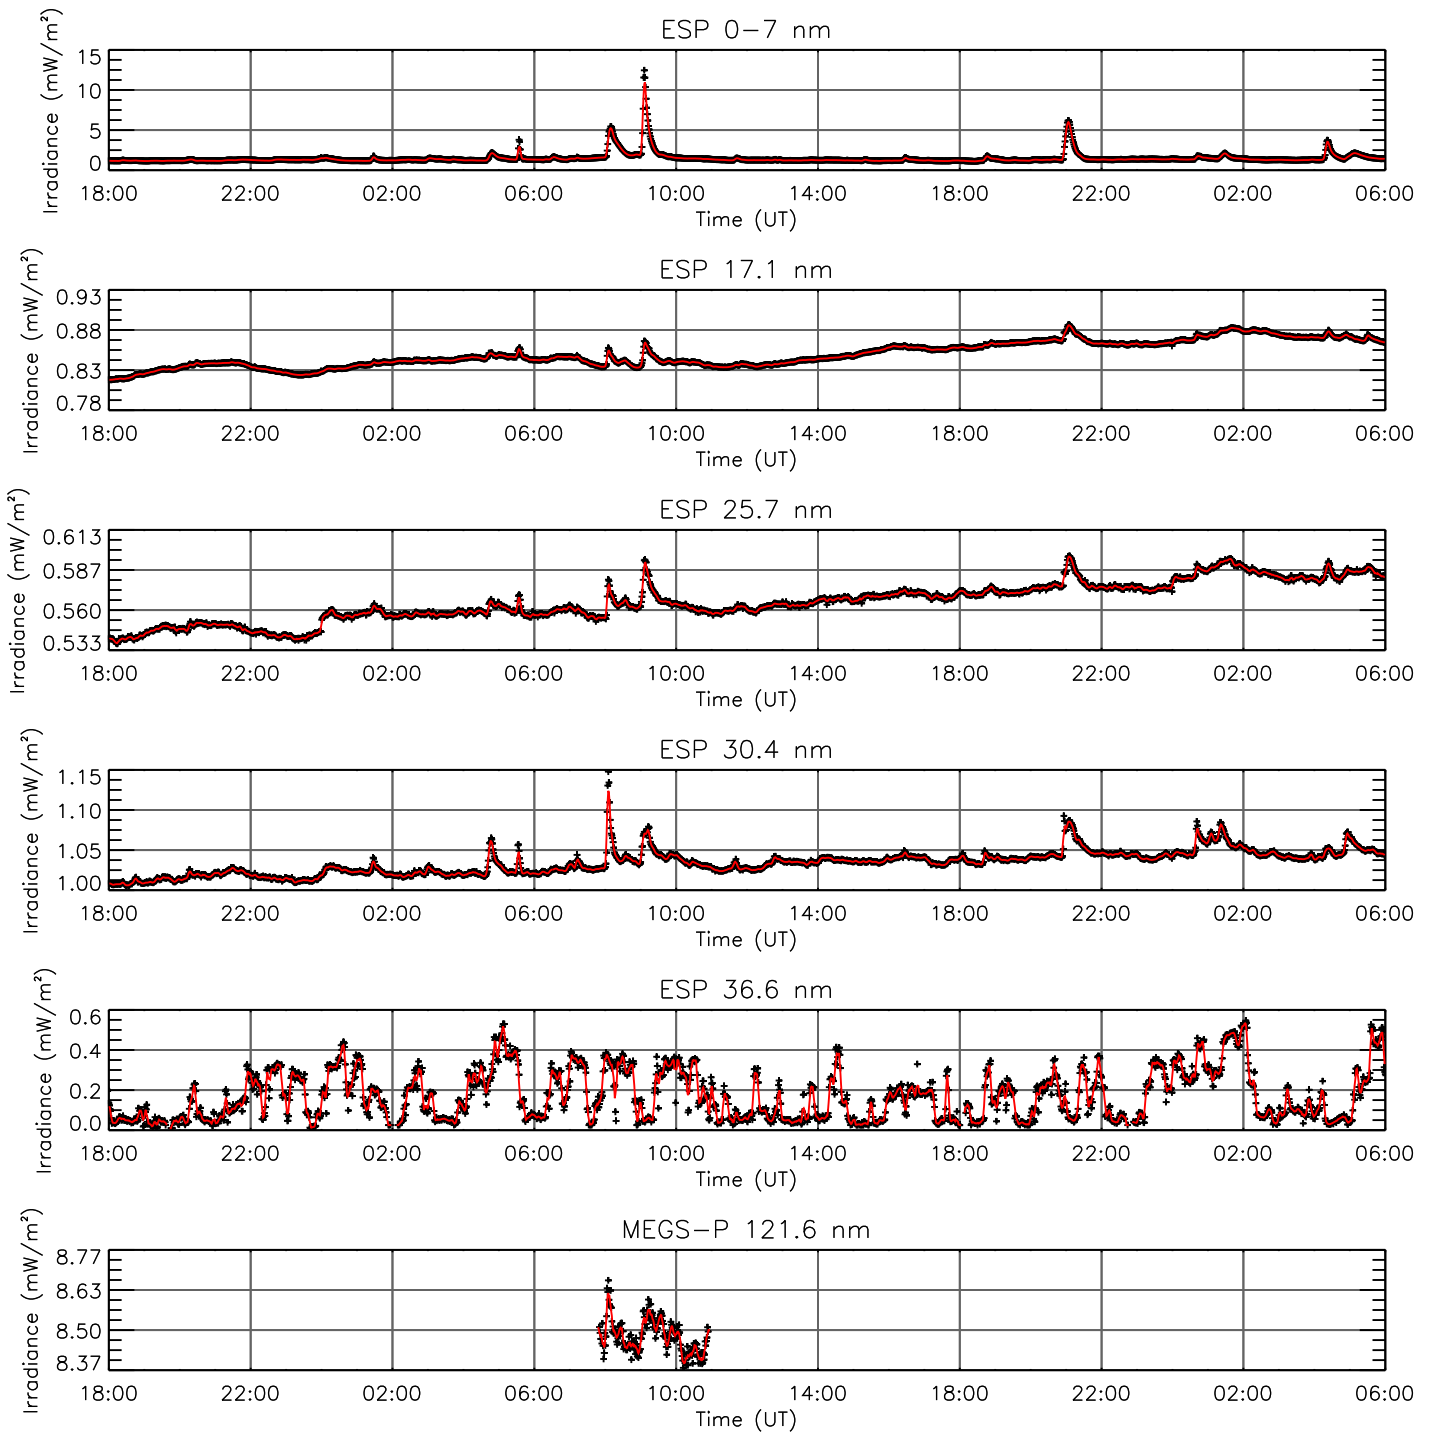 ESP 0-7 nm
Irradiance (mW/m²)
15
10
5
0
18:00 22:00 02:00 06:00 10:00 14:00 18:00 22:00 02:00 06:00
Time (UT)
ESP 17.1 nm
Irradiance (mW/m²)
0.93
0.88
0.83
0.78
18:00 22:00 02:00 06:00 10:00 14:00 18:00 22:00 02:00 06:00
Time (UT)
ESP 25.7 nm
Irradiance (mW/m²)
0.613
0.587
0.560
0.533
18:00 22:00 02:00 06:00 10:00 14:00 18:00 22:00 02:00 06:00
Time (UT)
ESP 30.4 nm
Irradiance (mW/m²)
1.15
1.10
1.05
1.00
18:00 22:00 02:00 06:00 10:00 14:00 18:00 22:00 02:00 06:00
Time (UT)
ESP 36.6 nm
Irradiance (mW/m²)
0.6
0.4
0.2
0.0
18:00 22:00 02:00 06:00 10:00 14:00 18:00 22:00 02:00 06:00
Time (UT)
MEGS-P 121.6 nm
Irradiance (mW/m²)
8.77
8.63
8.50
8.37
18:00 22:00 02:00 06:00 10:00 14:00 18:00 22:00 02:00 06:00
Time (UT)